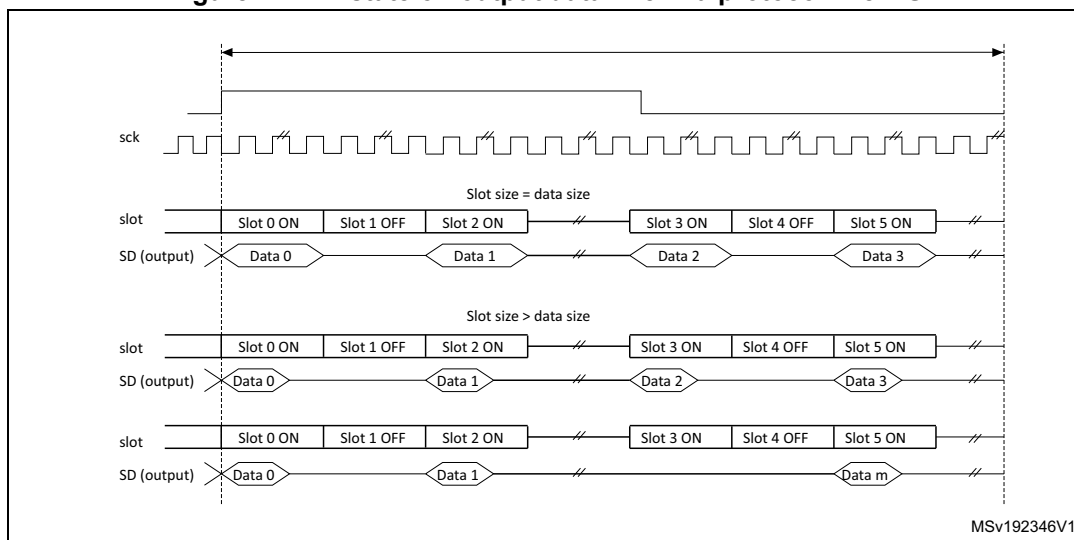 sck
Slot size = data size
slot Slot 0 ON Slot 1 OFF Slot 2 ON Slot 3 ON Slot 4 OFF Slot 5 ON
SD (output) Data 0 Data 1 Data 2 Data 3
Slot size > data size
slot Slot 0 ON Slot 1 OFF Slot 2 ON Slot 3 ON Slot 4 OFF Slot 5 ON
SD (output) Data 0 Data 1 Data 2 Data 3
slot Slot 0 ON Slot 1 OFF Slot 2 ON Slot 3 ON Slot 4 OFF Slot 5 ON
SD (output) Data 0 Data 1 Data m
MSv192346V1